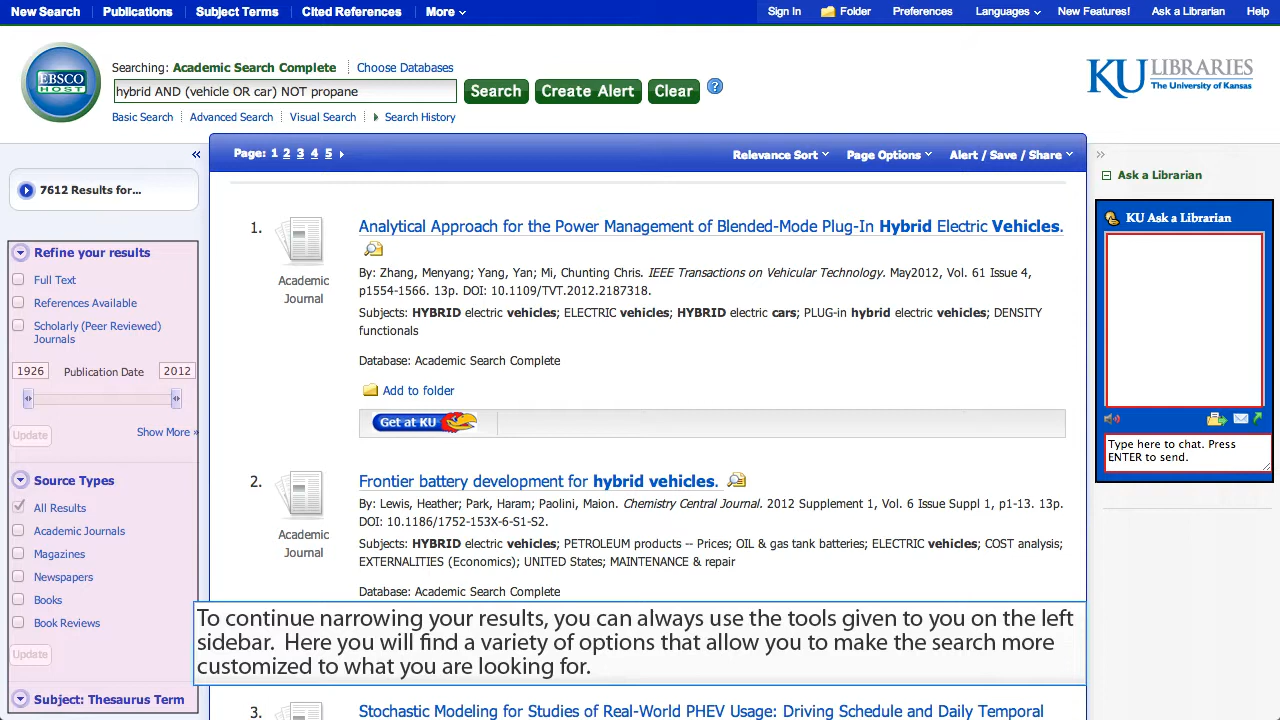 New Search Publications Subject Terms Cited References More Sign In Folder Preferences Languages New Features! Ask a Librarian Help
EBSCO
HOST
Searching: Academic Search Complete Choose Databases
hybrid AND (vehicle OR car) NOT propane Search Create Alert Clear ?
Basic Search Advanced Search Visual Search Search History
KU LIBRARIES
The University of Kansas
« Page: 1 2 3 4 5 Relevance Sort Page Options Alert / Save / Share »
7612 Results for...
Refine your results
Full Text
References Available
Scholarly (Peer Reviewed)
Journals
1926 Publication Date 2012
Update Show More »
Source Types
All Results
Academic Journals
Magazines
Newspapers
Books
Book Reviews
Update
Subject: Thesaurus Term
1. Analytical Approach for the Power Management of Blended-Mode Plug-In Hybrid Electric Vehicles.
Academic
Journal
By: Zhang, Menyang; Yang, Yan; Mi, Chunting Chris. IEEE Transactions on Vehicular Technology. May2012, Vol. 61 Issue 4,
p1554-1566. 13p. DOI: 10.1109/TVT.2012.2187318.
Subjects: HYBRID electric vehicles; ELECTRIC vehicles; HYBRID electric cars; PLUG-in hybrid electric vehicles; DENSITY
functionals
Database: Academic Search Complete
Add to folder
Get at KU
2. Frontier battery development for hybrid vehicles.
Academic
Journal
By: Lewis, Heather; Park, Haram; Paolini, Maion. Chemistry Central Journal. 2012 Supplement 1, Vol. 6 Issue Suppl 1, p1-13. 13p.
DOI: 10.1186/1752-153X-6-S1-S2.
Subjects: HYBRID electric vehicles; PETROLEUM products -- Prices; OIL & gas tank batteries; ELECTRIC vehicles; COST analysis;
EXTERNALITIES (Economics); UNITED States; MAINTENANCE & repair
Database: Academic Search Complete
To continue narrowing your results, you can always use the tools given to you on the left
sidebar. Here you will find a variety of options that allow you to make the search more
customized to what you are looking for.
3. Stochastic Modeling for Studies of Real-World PHEV Usage: Driving Schedule and Daily Temporal
Ask a Librarian
KU Ask a Librarian
Type here to chat. Press
ENTER to send.